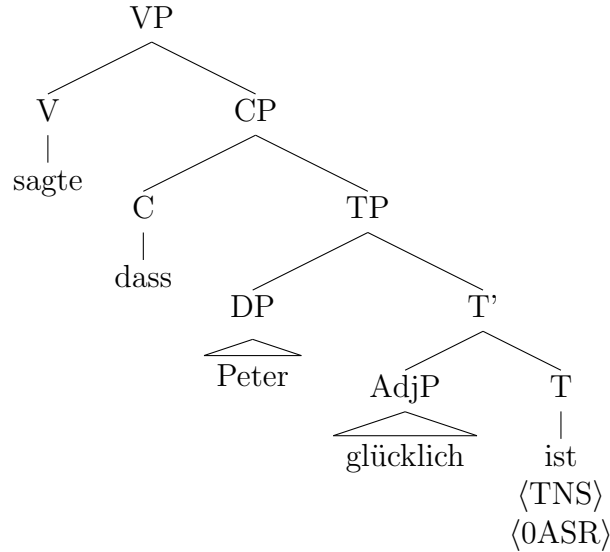 VP
V CP
sagte
C TP
dass
DP T’
Peter
AdjP T
glücklich ist
⟨TNS⟩
⟨0ASR⟩